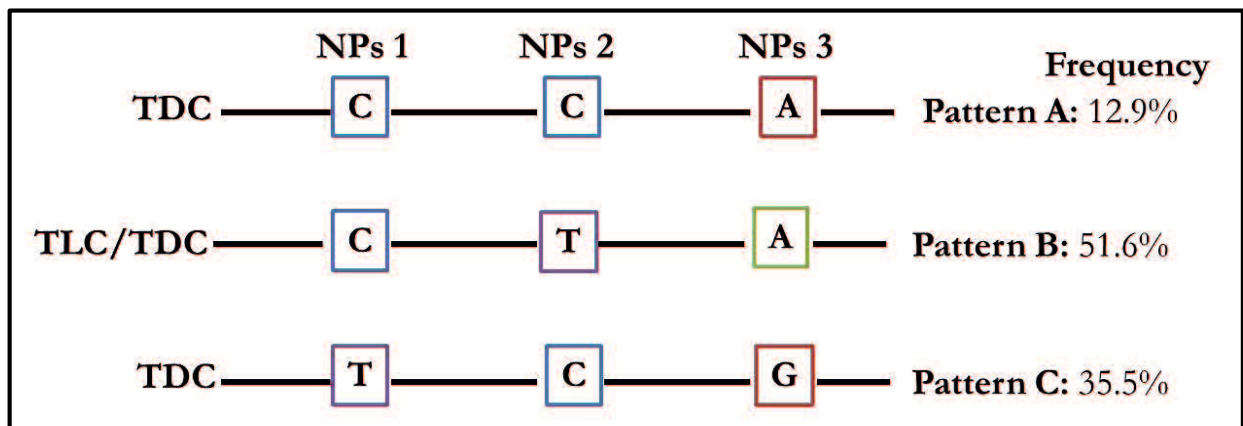 NPs 1 NPs 2 NPs 3
Frequency
TDC C C A Pattern A: 12.9%
TLC/TDC C T A Pattern B: 51.6%
TDC T C G Pattern C: 35.5%